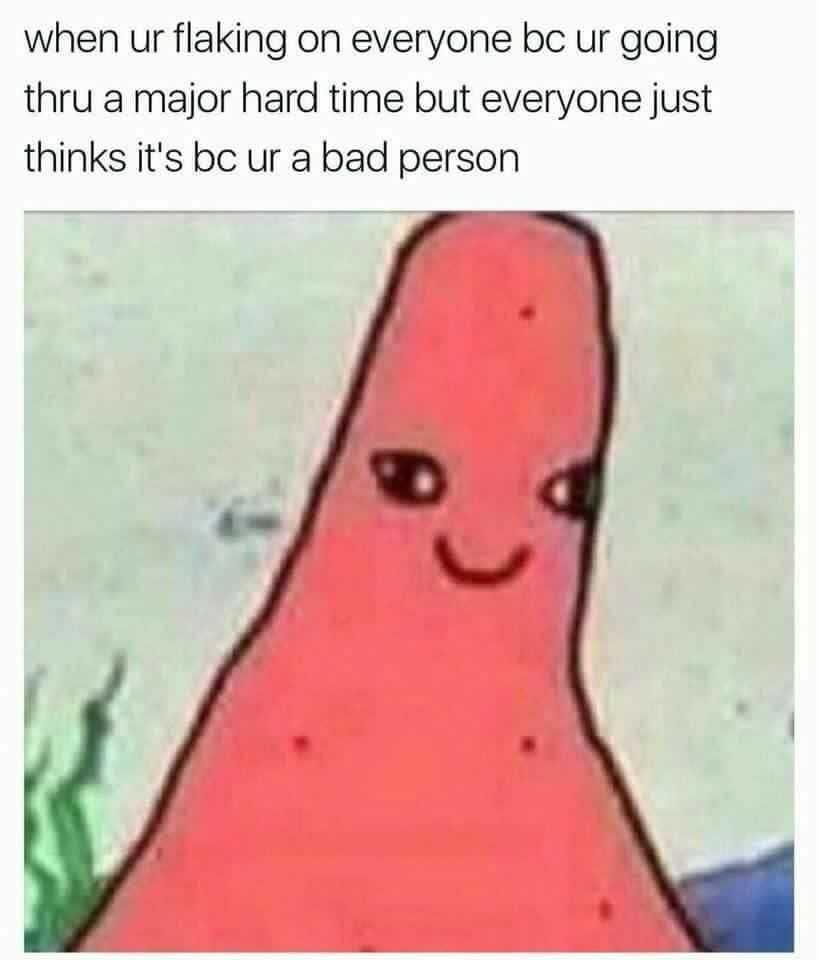 when ur flaking on everyone bc ur going
thru a major hard time but everyone just
thinks it's bc ur a bad person